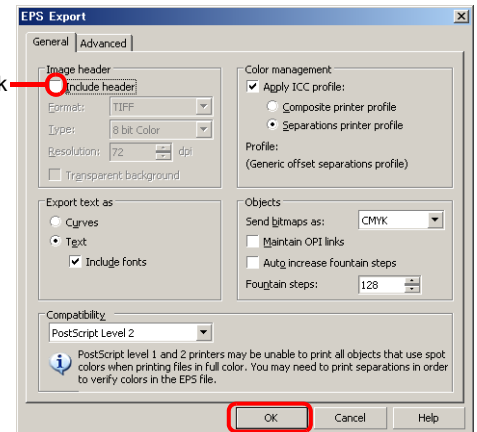 EPS Export
General Advanced
Image header
Include header
Format: TIFF
Type: 8 bit Color
Resolution: 72 dpi
Transparent background
Export text as
Curves
Text
Include fonts
Color management
Apply ICC profile:
Composite printer profile
Separations printer profile
Profile:
(Generic offset separations profile)
Objects
Send bitmaps as: CMYK
Maintain OPI links
Auto increase fountain steps
Fountain steps: 128
Compatibility
PostScript Level 2
PostScript level 1 and 2 printers may be unable to print all objects that use spot
colors when printing files in full color. You may need to print separations in order
to verify colors in the EPS file.
OK Cancel Help